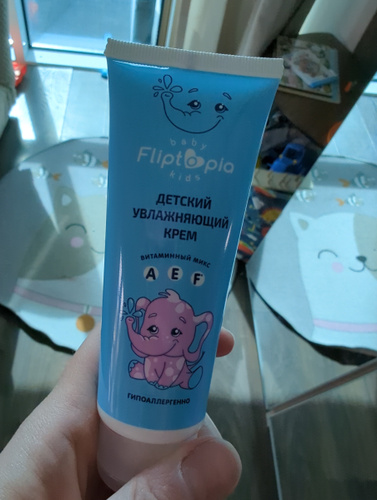 baby
Fliptopia
kids
ДЕТСКИЙ
УВЛАЖНЯЮЩИЙ
КРЕМ
ВИТАМИННЫЙ МИКС
A E F
ГИПОАЛЛЕРГЕННО